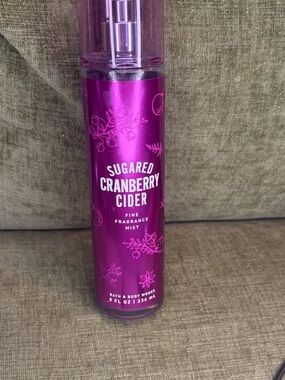 SUGARED
CRANBERRY
CIDER
FINE
FRAGRANCE
MIST
BATH & BODY WORKS
8 FL OZ / 236 mL